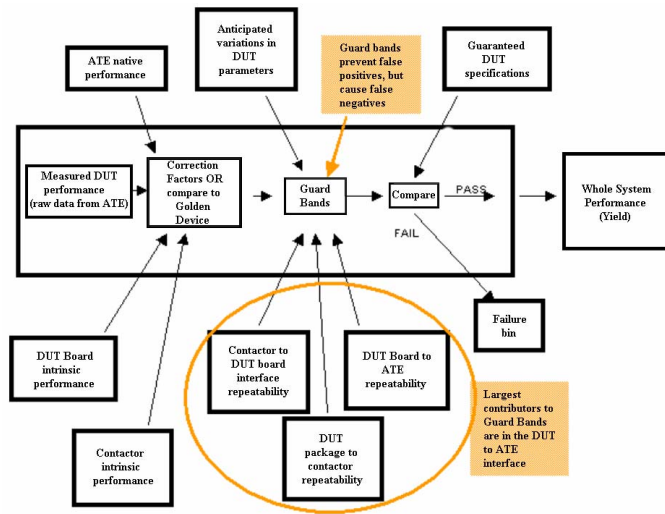 Anticipated
variations in
DUT
parameters
Guard bands
prevent false
positives, but
cause false
negatives
Guaranteed
DUT
specifications
ATE native
performance
Measured DUT
performance
(raw data from ATE)
Correction
Factors OR
compare to
Golden
Device
Guard
Bands
Compare
PASS
FAIL
Whole System
Performance
(Yield)
Failure
bin
DUT Board
intrinsic
performance
Contactor
intrinsic
performance
Contactor to
DUT board
interface
repeatability
DUT
package to
contactor
repeatability
DUT Board to
ATE
repeatability
Largest
contributors to
Guard Bands
are in the DUT
to ATE
interface